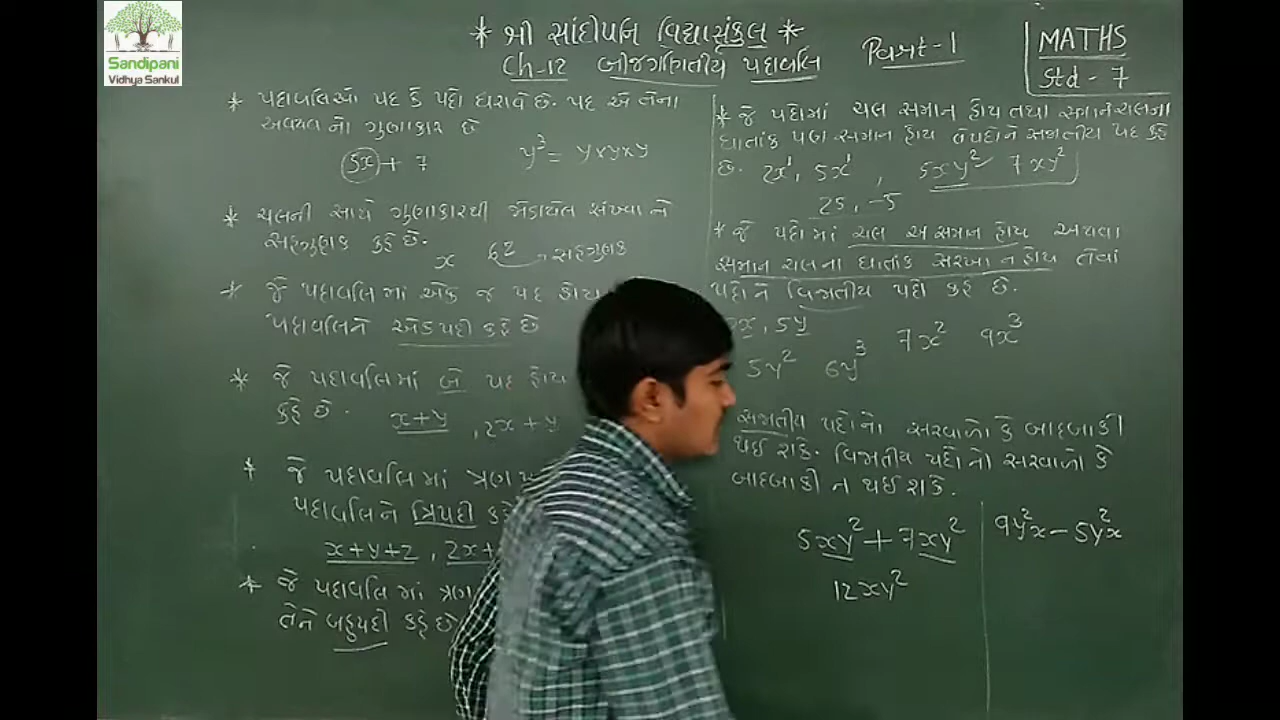 Sandipani
Vidhya Sankul
* શ્રી સાંદીપનિ વિદ્યાસંકુલ *
Ch-12 બીજગણિતીય પદાવલિ
Part-1
MATHS
Std - 7
* પદાવલિઓ પદ કે પદો ધરાવે છે. પદ એ તેના
અવયવ નો ગુણાકાર છે
5x + 7 y³ = y×y×y
* ચલની સાથે ગુણાકારથી જોડાયેલ સંખ્યા ને
સહગુણક કહે છે.
x 62 સહગુણક
* જે પદાવલિ માં એક જ પદ હોય
પદાવલિને એકપદી કહે છે
* જે પદાવલિમાં બે પદ હોય
કહે છે. x+y , 2x+y
* જે પદાવલિ માં ત્રણ
પદાવલિને ત્રિપદી કહે
x+y+z , 2x+
* જે પદાવલિ માં ત્રણ
તેને બહુપદી કહે છે
* જે પદોમાં ચલ સમાન હોય તથા સમાન ચલના
ઘાતાંક પણ સમાન હોય તે પદોને સજાતીય પદ કહે
છે. 2x¹, 5x¹ , 5xy² 7xy²
25, -5
* જે પદો માં ચલ અસમાન હોય અથવા
સમાન ચલના ઘાતાંક સરખા ન હોય તેવાં
પદોને વિજાતીય પદો કહે છે.
2x, 5y 7x² 9x³
5y² 6y³
સજાતીય પદોનો સરવાળો કે બાદબાકી
થઈ શકે. વિજાતીય પદોનો સરવાળો કે
બાદબાકી ન થઈ શકે.
5xy² + 7xy²
12xy²
9y²x - 5y²x